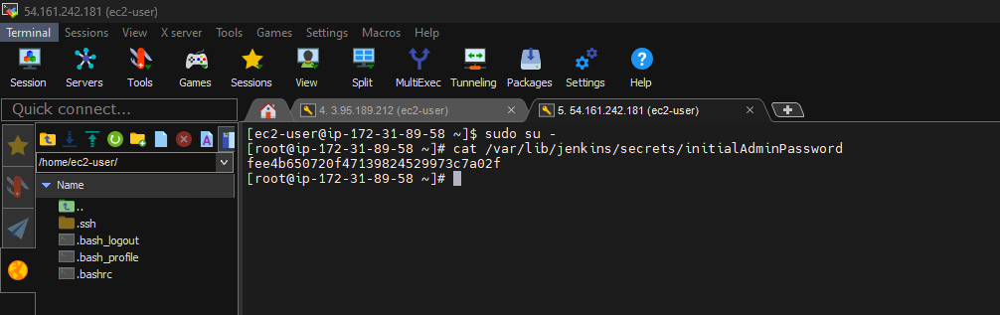 54.161.242.181 (ec2-user)
Terminal Sessions View X server Tools Games Settings Macros Help
Session Servers Tools Games Sessions View Split MultiExec Tunneling Packages Settings Help
Quick connect...
4. 3.95.189.212 (ec2-user)
5. 54.161.242.181 (ec2-user)
/home/ec2-user/
Name
..
.ssh
.bash_logout
.bash_profile
.bashrc
[ec2-user@ip-172-31-89-58 ~]$ sudo su -
[root@ip-172-31-89-58 ~]# cat /var/lib/jenkins/secrets/initialAdminPassword
fee4b650720f47139824529973c7a02f
[root@ip-172-31-89-58 ~]#